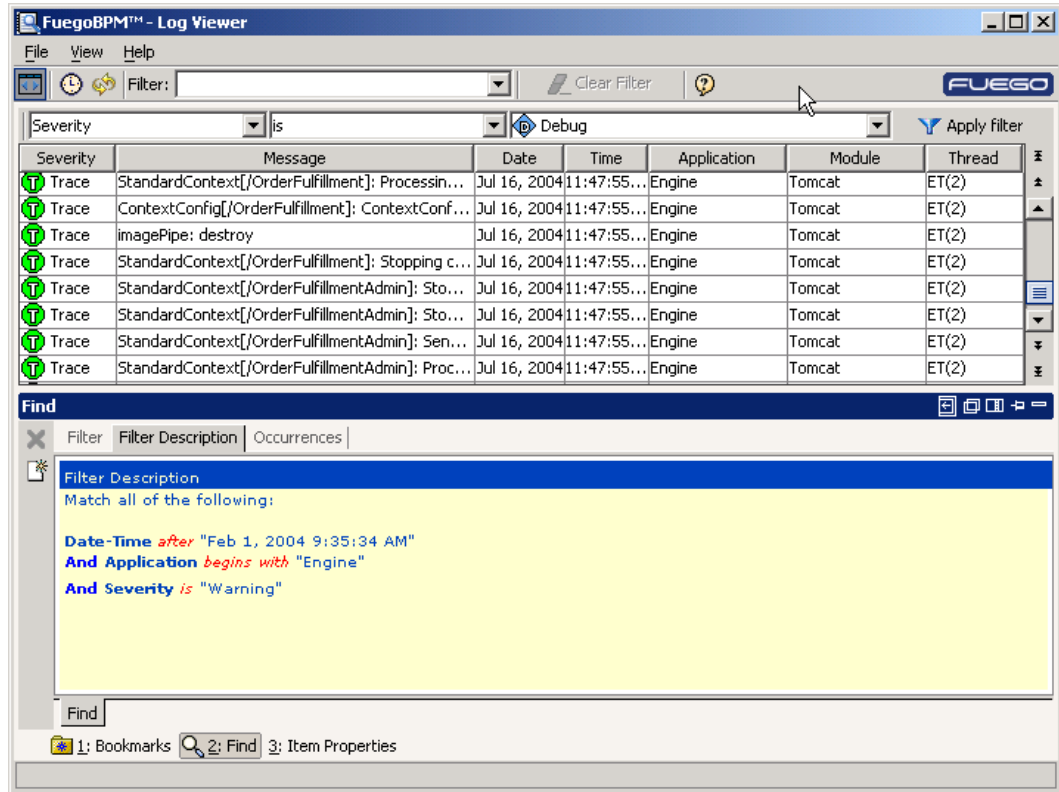 FuegoBPM™ - Log Viewer
File View Help
Filter: Clear Filter FUEGO
Severity is Debug Apply filter
Severity Message Date Time Application Module Thread
Trace StandardContext[/OrderFulfillment]: Processin... Jul 16, 2004 11:47:55... Engine Tomcat ET(2)
Trace ContextConfig[/OrderFulfillment]: ContextConf... Jul 16, 2004 11:47:55... Engine Tomcat ET(2)
Trace imagePipe: destroy Jul 16, 2004 11:47:55... Engine Tomcat ET(2)
Trace StandardContext[/OrderFulfillment]: Stopping c... Jul 16, 2004 11:47:55... Engine Tomcat ET(2)
Trace StandardContext[/OrderFulfillmentAdmin]: Sto... Jul 16, 2004 11:47:55... Engine Tomcat ET(2)
Trace StandardContext[/OrderFulfillmentAdmin]: Sto... Jul 16, 2004 11:47:55... Engine Tomcat ET(2)
Trace StandardContext[/OrderFulfillmentAdmin]: Sen... Jul 16, 2004 11:47:55... Engine Tomcat ET(2)
Trace StandardContext[/OrderFulfillmentAdmin]: Proc... Jul 16, 2004 11:47:55... Engine Tomcat ET(2)
Find
Filter Filter Description Occurrences
Filter Description
Match all of the following:
Date-Time after "Feb 1, 2004 9:35:34 AM"
And Application begins with "Engine"
And Severity is "Warning"
Find
1: Bookmarks 2: Find 3: Item Properties